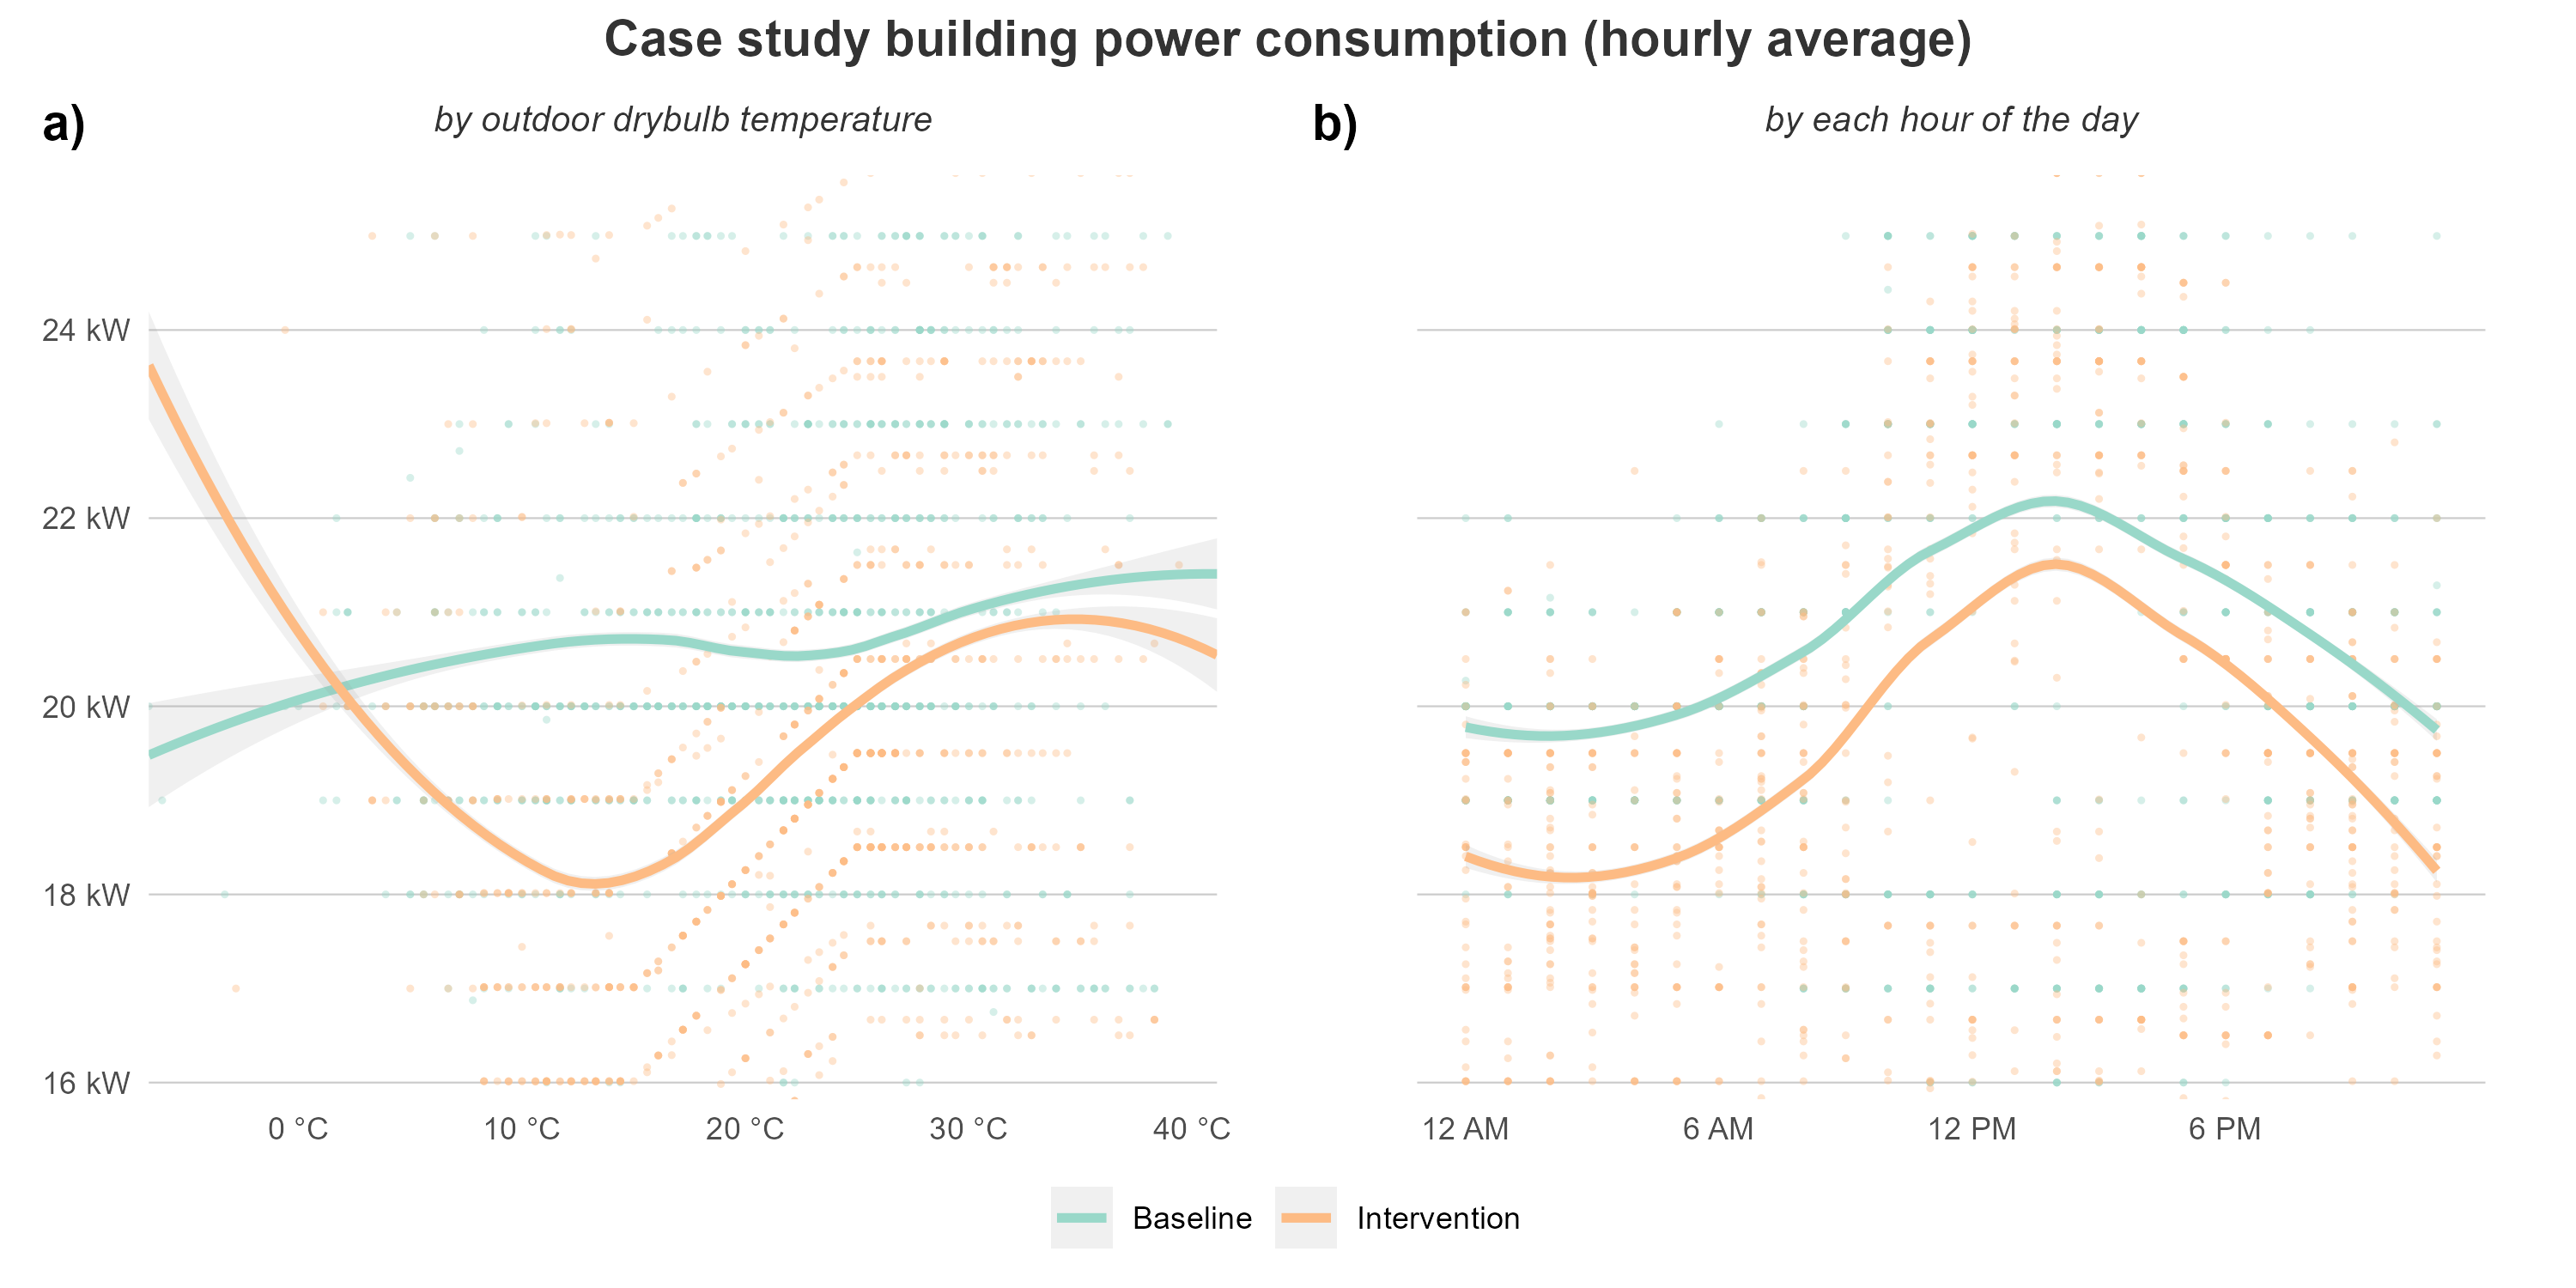 Case study building power consumption (hourly average)
a)
by outdoor drybulb temperature
24 kW
22 kW
20 kW
18 kW
16 kW
0 °C 10 °C 20 °C 30 °C 40 °C
b)
by each hour of the day
12 AM 6 AM 12 PM 6 PM
Baseline Intervention